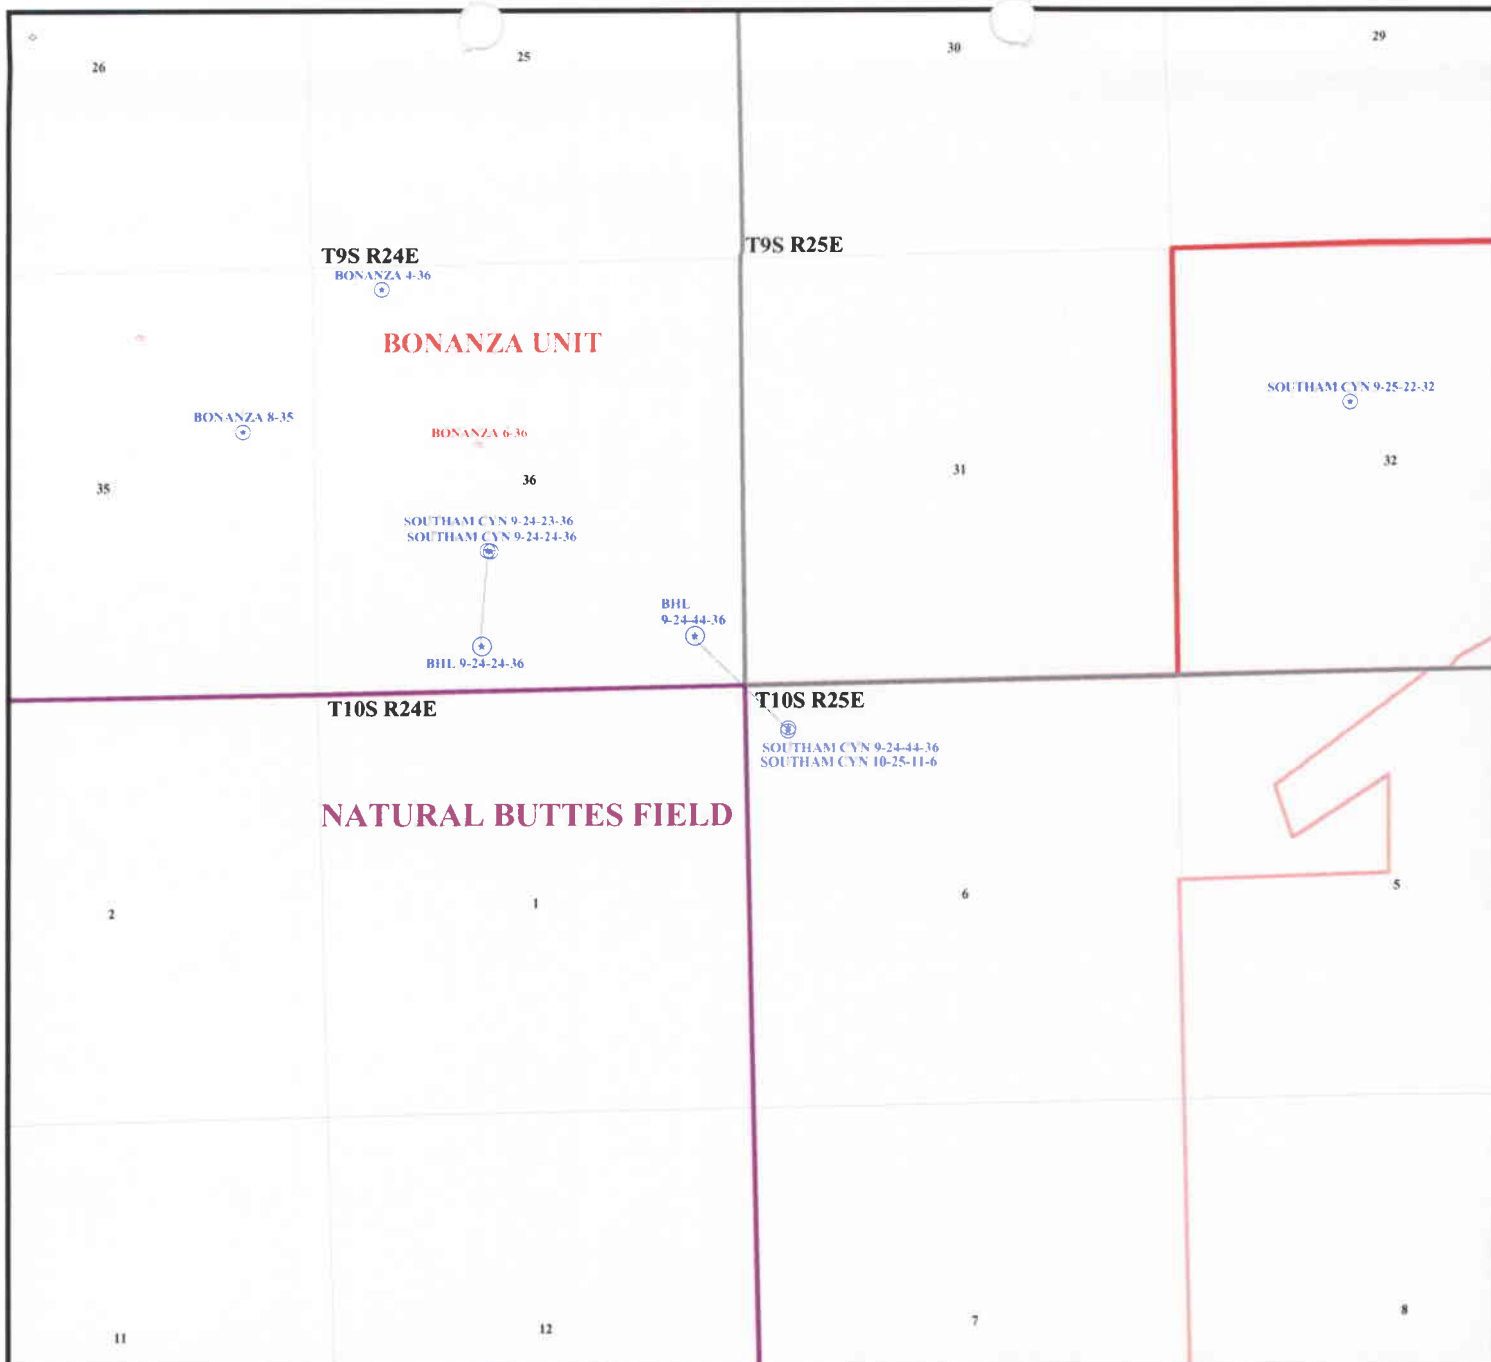 29
30
25
26
T9S R25E
T9S R24E
BONANZA 4-36
BONANZA UNIT
SOUTHAM CYN 9-25-22-32
BONANZA 8-35
BONANZA 6-36
32
31
36
35
SOUTHAM CYN 9-24-23-36
SOUTHAM CYN 9-24-24-36
BHL
9-24-44-36
BHL 9-24-24-36
T10S R25E
T10S R24E
SOUTHAM CYN 9-24-44-36
SOUTHAM CYN 10-25-11-6
NATURAL BUTTES FIELD
5
6
1
2
8
7
12
11